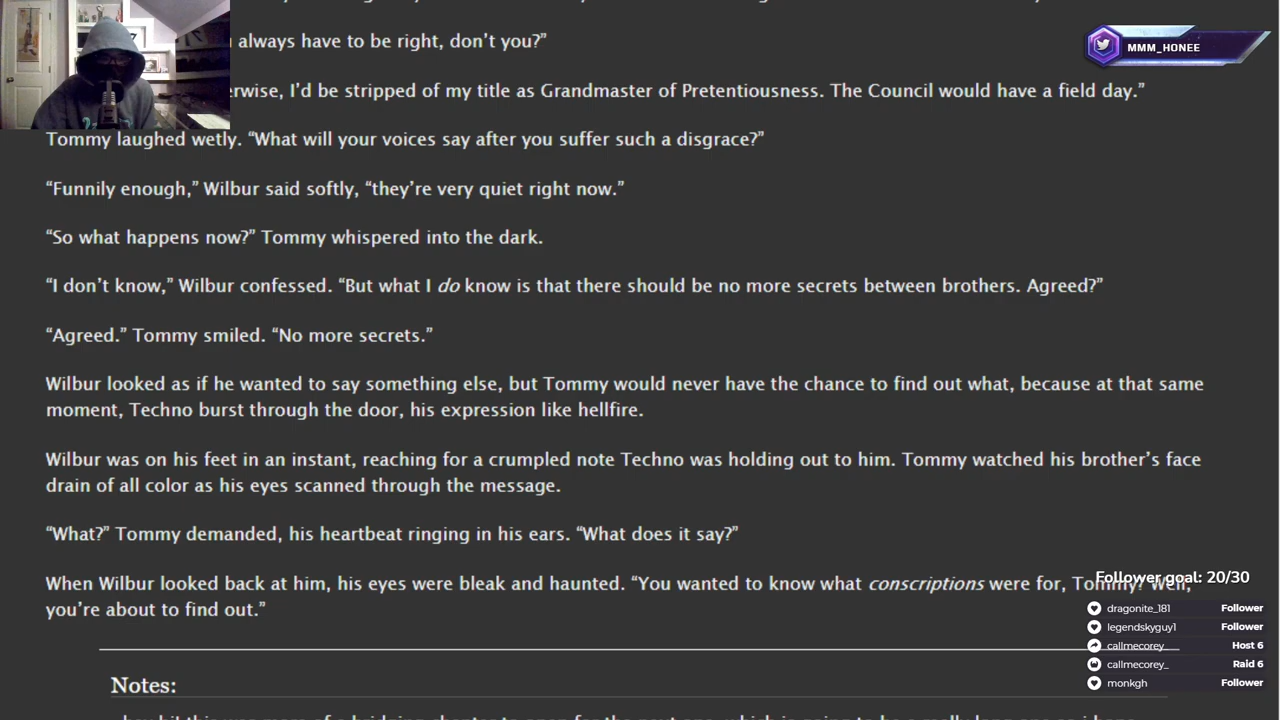 always have to be right, don't you?”
MMM_HONEE
I'd be stripped of my title as Grandmaster of Pretentiousness. The Council would have a field day.”
Tommy laughed wetly. “What will your voices say after you suffer such a disgrace?”
“Funnily enough,” Wilbur said softly, “they're very quiet right now.”
“So what happens now?” Tommy whispered into the dark.
“I don't know,” Wilbur confessed. “But what I do know is that there should be no more secrets between brothers. Agreed?”
“Agreed.” Tommy smiled. “No more secrets.”
Wilbur looked as if he wanted to say something else, but Tommy would never have the chance to find out what, because at that same
moment, Techno burst through the door, his expression like hellfire.
Wilbur was on his feet in an instant, reaching for a crumpled note Techno was holding out to him. Tommy watched his brother's face
drain of all color as his eyes scanned through the message.
“What?” Tommy demanded, his heartbeat ringing in his ears. “What does it say?”
When Wilbur looked back at him, his eyes were bleak and haunted. “You wanted to know what conscriptions were for, Tommy? Well,
you're about to find out.”
Follower goal: 20/30
dragonite_181 Follower
legendskyguy1 Follower
callmecorey_ Host 6
callmecorey_ Raid 6
monkgh Follower
Notes: